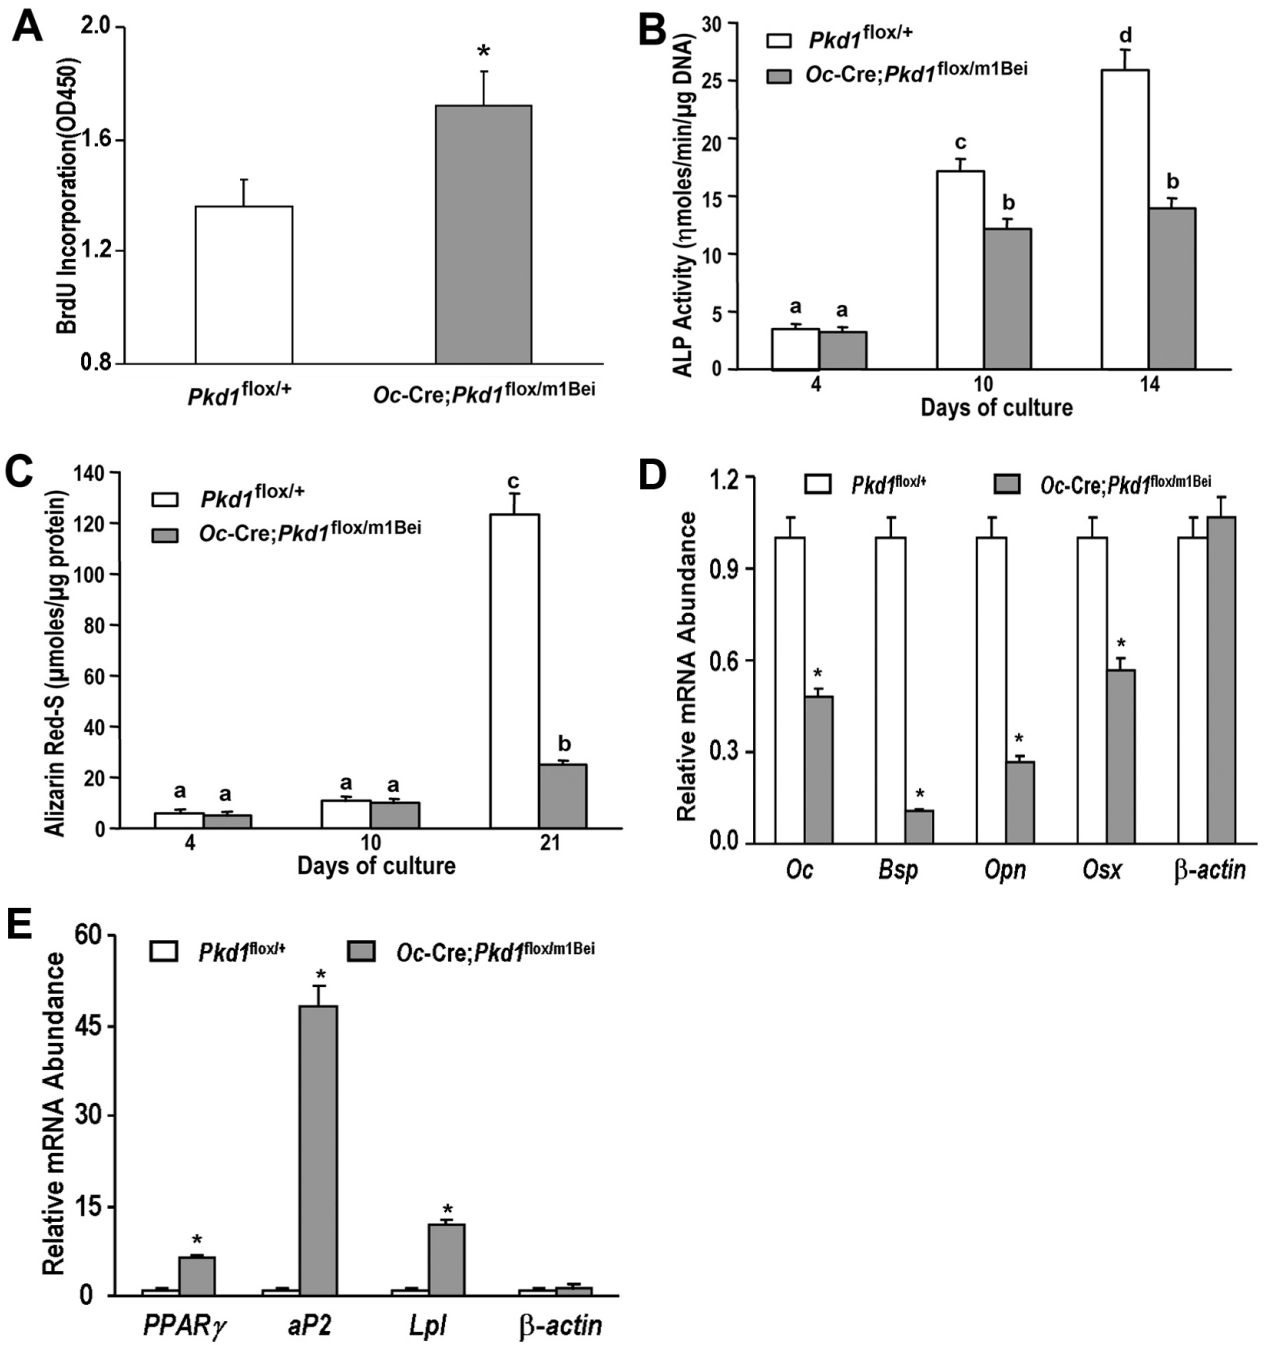 A
BrdU Incorporation(OD450)
2.0
1.6
1.2
0.8
*
Pkd1flox/+
Oc-Cre;Pkd1flox/m1Bei
B
ALP Activity (ηmoles/min/μg DNA)
30
25
20
15
10
5
0
Pkd1flox/+
Oc-Cre;Pkd1flox/m1Bei
a a c b d b
4 10 14
Days of culture
C
Alizarin Red-S (μmoles/μg protein)
140
120
100
80
60
40
20
0
Pkd1flox/+
Oc-Cre;Pkd1flox/m1Bei
a a a a c b
4 10 21
Days of culture
D
Relative mRNA Abundance
1.2
0.9
0.6
0.3
0.0
Pkd1flox/+ Oc-Cre;Pkd1flox/m1Bei
* * * *
Oc Bsp Opn Osx β-actin
E
Relative mRNA Abundance
60
45
30
15
0
Pkd1flox/+ Oc-Cre;Pkd1flox/m1Bei
* * *
PPARγ aP2 Lpl β-actin